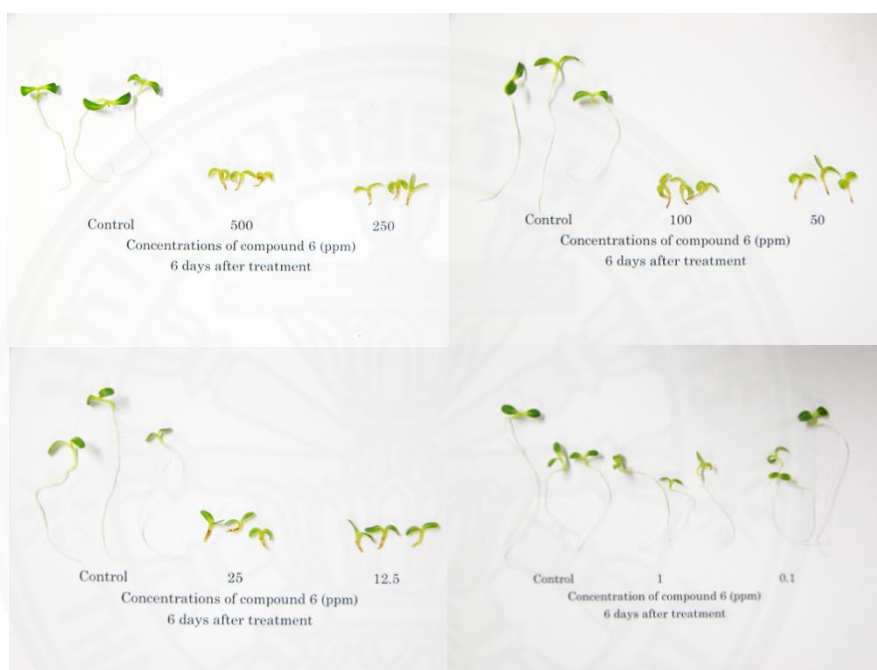 Control 500 250
Concentrations of compound 6 (ppm)
6 days after treatment
Control 100 50
Concentrations of compound 6 (ppm)
6 days after treatment
Control 25 12.5
Concentrations of compound 6 (ppm)
6 days after treatment
Control 1 0.1
Concentration of compound 6 (ppm)
6 days after treatment